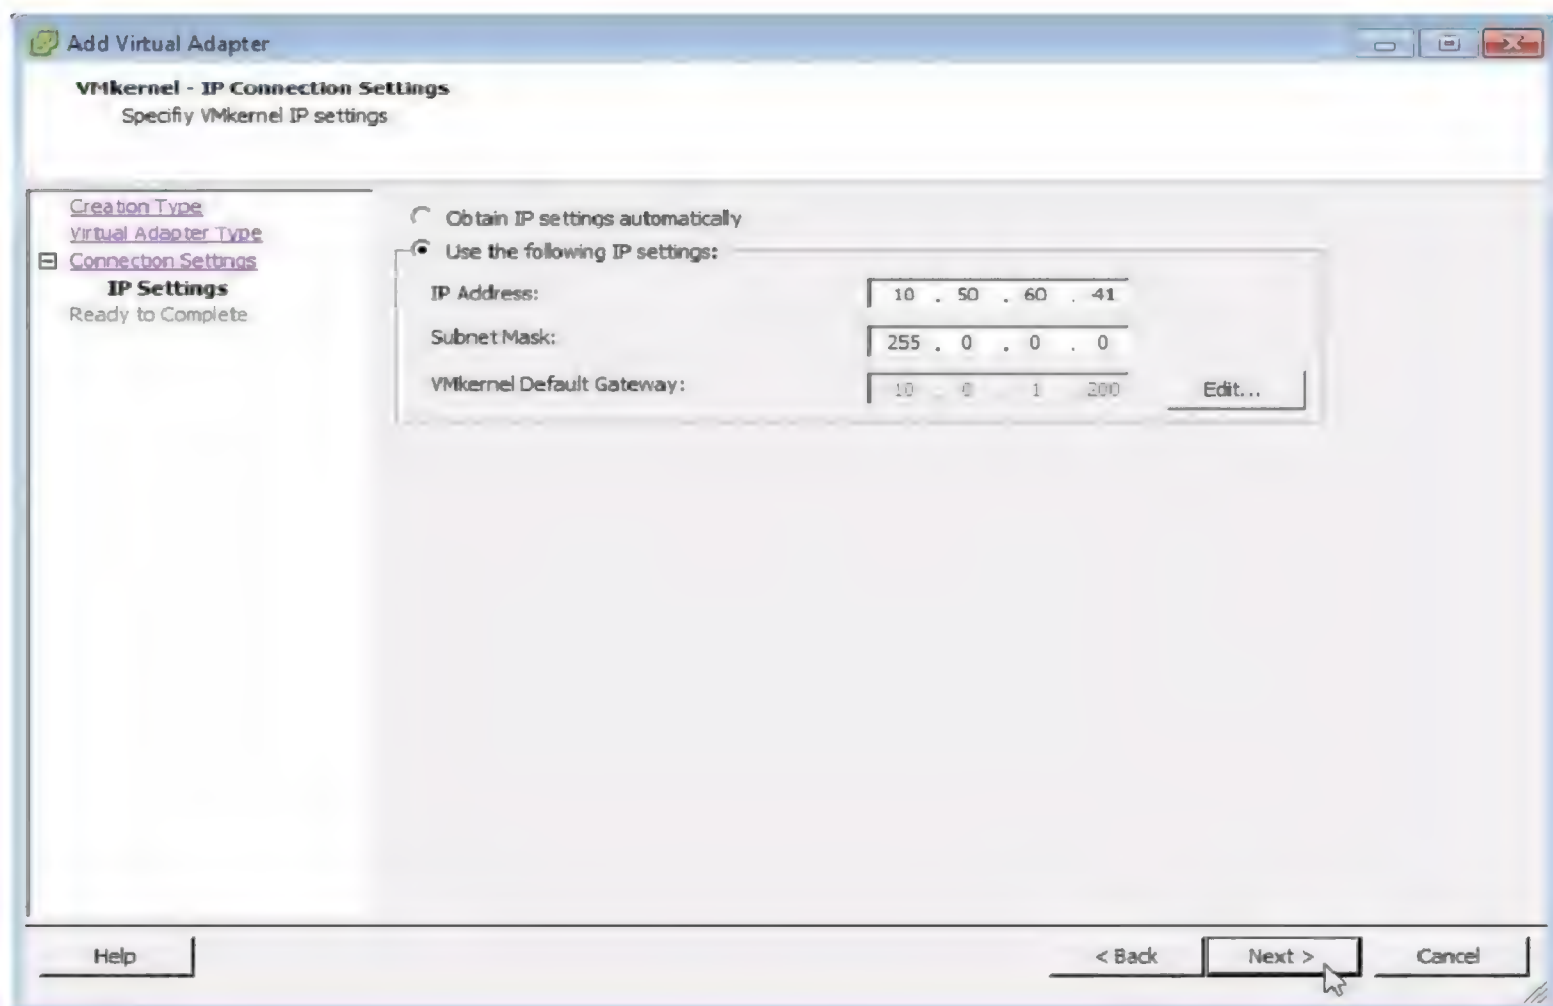 Add Virtual Adapter
VMkernel - IP Connection Settings
Specifiy VMkernel IP settings
Creation Type
Virtual Adapter Type
Connection Settings
IP Settings
Ready to Complete
Obtain IP settings automatically
Use the following IP settings:
IP Address: 10 . 50 . 60 . 41
Subnet Mask: 255 . 0 . 0 . 0
VMkernel Default Gateway: 10 . 0 . 1 . 200 Edit...
Help < Back Next > Cancel